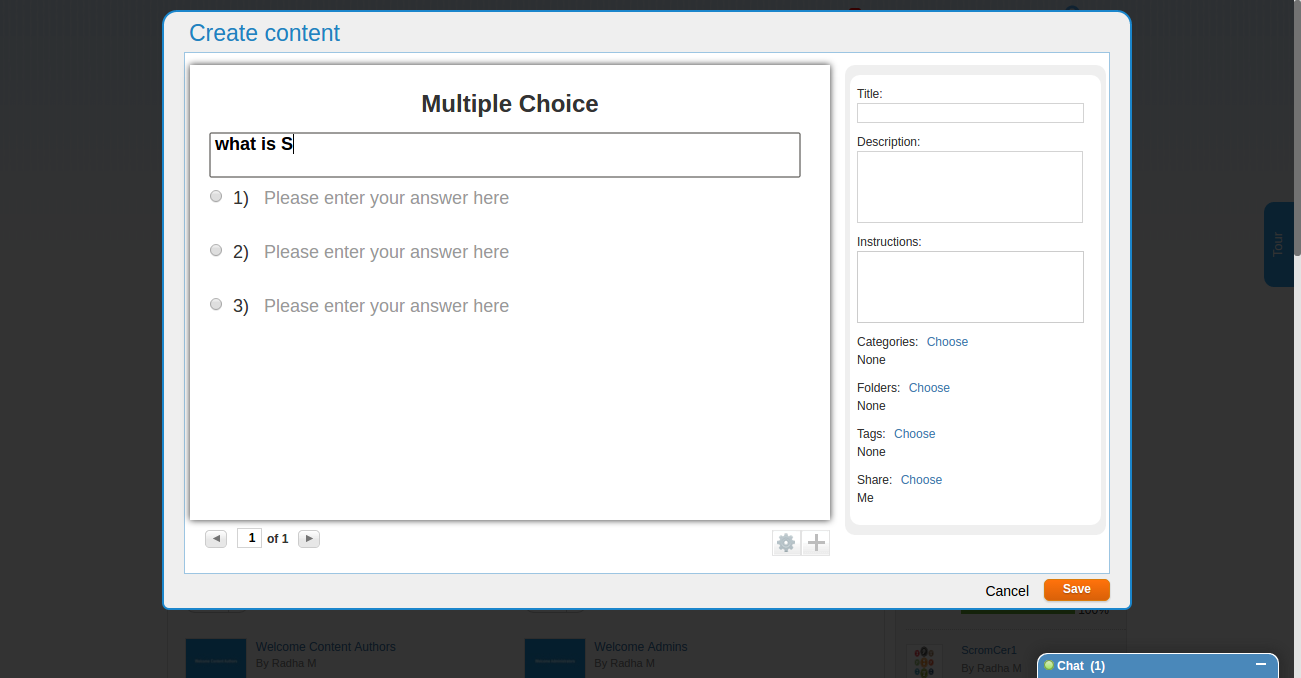 Create content
Multiple Choice
what is S
1) Please enter your answer here
2) Please enter your answer here
3) Please enter your answer here
1 of 1
Title:
Description:
Instructions:
Categories: Choose
None
Folders: Choose
None
Tags: Choose
None
Share: Choose
Me
Cancel
Save
Tour
100%
Welcome Content Authors
By Radha M
Welcome Admins
By Radha M
ScromCer1
By Radha M
Chat (1)